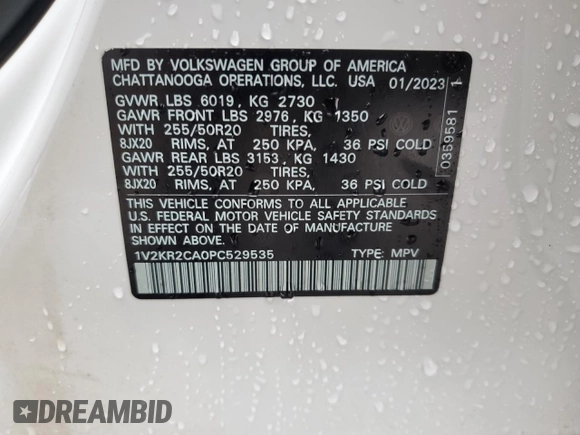 MFD BY VOLKSWAGEN GROUP OF AMERICA
CHATTANOOGA OPERATIONS, LLC. USA 01/2023
GVWR LBS 6019, KG 2730
GAWR FRONT LBS 2976, KG 1350
WITH 255/50R20 TIRES,
8JX20 RIMS, AT 250 KPA, 36 PSI COLD
GAWR REAR LBS 3153, KG 1430
WITH 255/50R20 TIRES,
8JX20 RIMS, AT 250 KPA, 36 PSI COLD
THIS VEHICLE CONFORMS TO ALL APPLICABLE
U.S. FEDERAL MOTOR VEHICLE SAFETY STANDARDS
IN EFFECT ON THE DATE OF MANUFACTURE
SHOWN ABOVE.
1V2KR2CA0PC529535 TYPE: MPV
0359581 1
DREAMBID